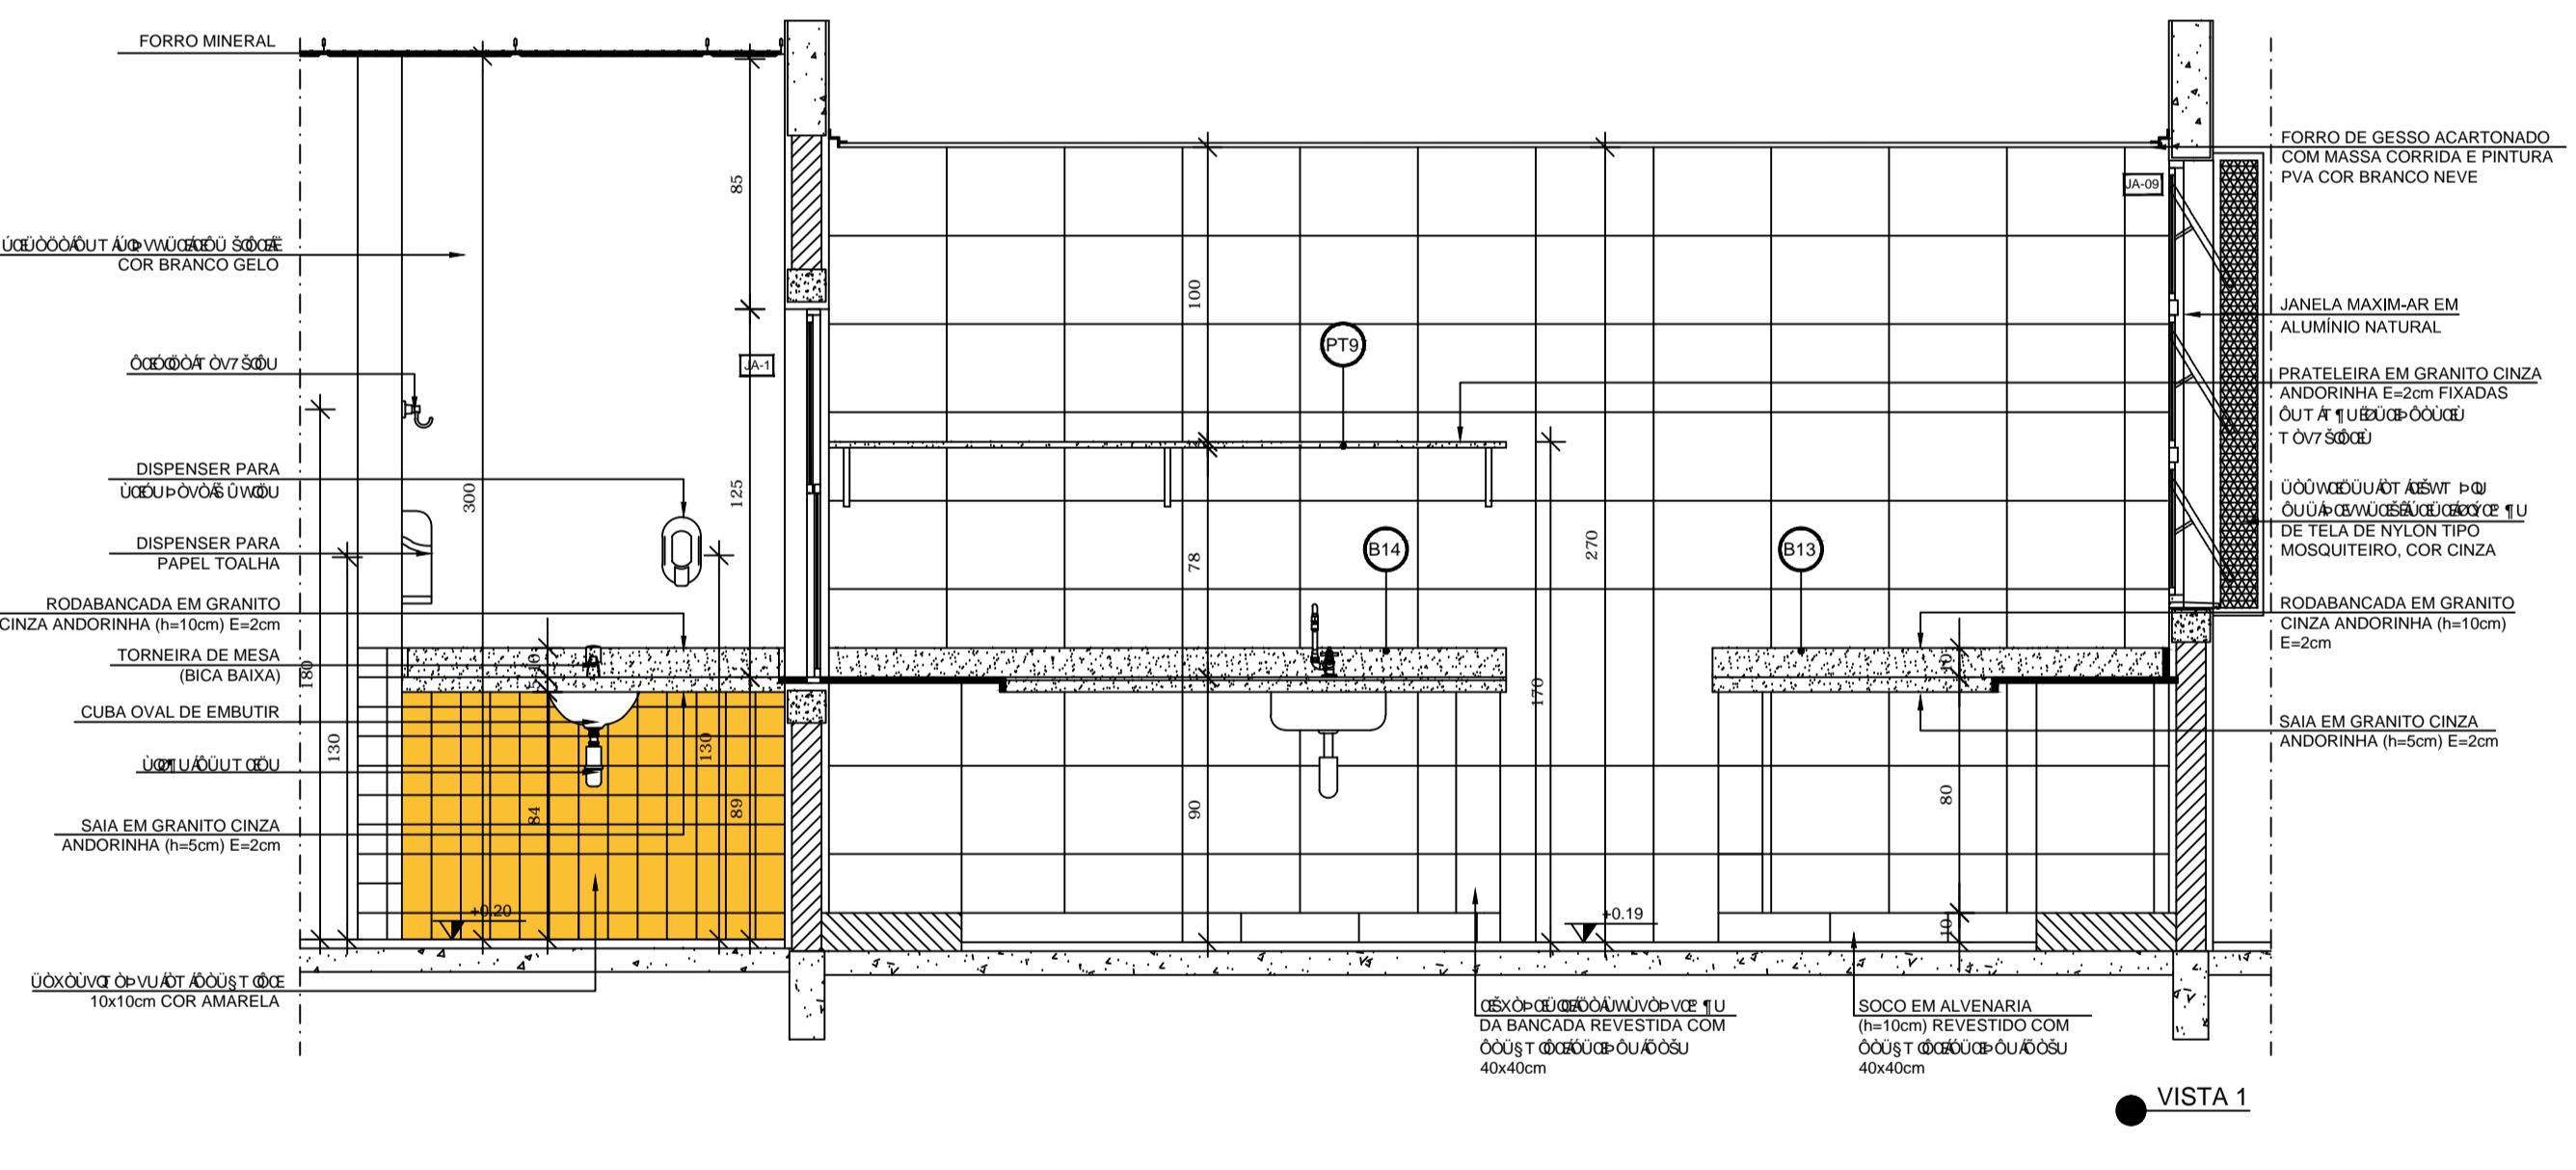 FORRO MINERAL
COR BRANCO GELO
DISPENSER PARA
DISPENSER PARA
PAPEL TOALHA
RODABANCADA EM GRANITO
CINZA ANDORINHA (h=10cm) E=2cm
TORNEIRA DE MESA
(BICA BAIXA)
CUBA OVAL DE EMBUTIR
SAIA EM GRANITO CINZA
ANDORINHA (h=5cm) E=2cm
10x10cm COR AMARELA
180
130
300
10
84
130
85
125
89
+0.20
JA-1
100
78
90
PT9
B14
170
270
+0.19
B13
10
80
10
JA-09
FORRO DE GESSO ACARTONADO
COM MASSA CORRIDA E PINTURA
PVA COR BRANCO NEVE
JANELA MAXIM-AR EM
ALUMÍNIO NATURAL
PRATELEIRA EM GRANITO CINZA
ANDORINHA E=2cm FIXADAS
DE TELA DE NYLON TIPO
MOSQUITEIRO, COR CINZA
RODABANCADA EM GRANITO
CINZA ANDORINHA (h=10cm)
E=2cm
SAIA EM GRANITO CINZA
ANDORINHA (h=5cm) E=2cm
DA BANCADA REVESTIDA COM
40x40cm
SOCO EM ALVENARIA
(h=10cm) REVESTIDO COM
40x40cm
VISTA 1